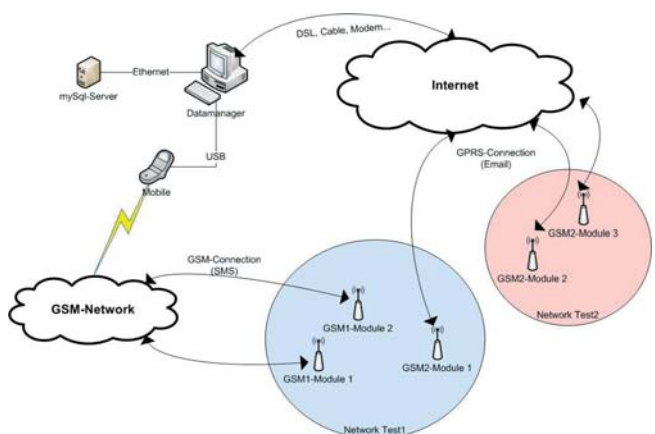 DSL, Cable, Modem...
Ethernet
mySql-Server
Datamanager
Internet
USB
GPRS-Connection
(Email)
Mobile
GSM2-Module 3
GSM2-Module 2
GSM-Connection
(SMS)
GSM-Network
GSM1-Module 2
Network Test2
GSM2-Module 1
GSM1-Module 1
Network Test1